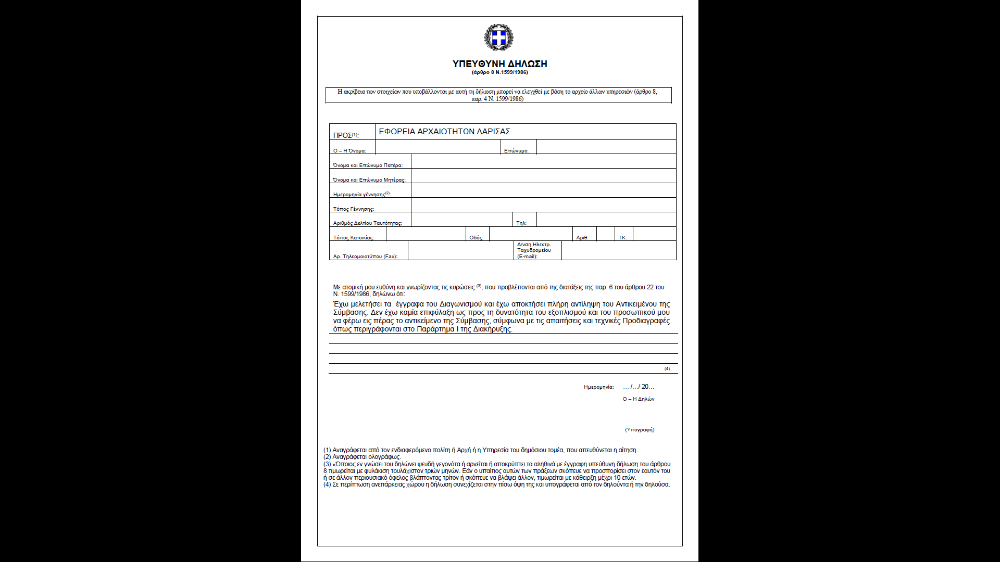 ΥΠΕΥΘΥΝΗ ΔΗΛΩΣΗ
(άρθρο 8 Ν.1599/1986)
Η ακρίβεια των στοιχείων που υποβάλλονται με αυτή τη δήλωση μπορεί να ελεγχθεί με βάση το αρχείο άλλων υπηρεσιών (άρθρο 8,
παρ. 4 Ν. 1599/1986)
ΠΡΟΣ(1): ΕΦΟΡΕΙΑ ΑΡΧΑΙΟΤΗΤΩΝ ΛΑΡΙΣΑΣ
Ο – Η Όνομα: Επώνυμο:
Όνομα και Επώνυμο Πατέρα:
Όνομα και Επώνυμο Μητέρας:
Ημερομηνία γέννησης(2):
Τόπος Γέννησης:
Αριθμός Δελτίου Ταυτότητας: Τηλ:
Τόπος Κατοικίας: Οδός: Αριθ: ΤΚ:
Αρ. Τηλεομοιοτύπου (Fax): Δ/νση Ηλεκτρ.
Ταχυδρομείου
(Ε-mail):
Με ατομική μου ευθύνη και γνωρίζοντας τις κυρώσεις (3), που προβλέπονται από της διατάξεις της παρ. 6 του άρθρου 22 του
Ν. 1599/1986, δηλώνω ότι:
Έχω μελετήσει τα έγγραφα του Διαγωνισμού και έχω αποκτήσει πλήρη αντίληψη του Αντικειμένου της
Σύμβασης. Δεν έχω καμία επιφύλαξη ως προς τη δυνατότητα του εξοπλισμού και του προσωπικού μου
να φέρω εις πέρας το αντικείμενο της Σύμβασης, σύμφωνα με τις απαιτήσεις και τεχνικές Προδιαγραφές
όπως περιγράφονται στο Παράρτημα Ι της Διακήρυξης.
(4)
Ημερομηνία: … /…/ 20…
Ο – Η Δηλών
(Υπογραφή)
(1) Αναγράφεται από τον ενδιαφερόμενο πολίτη ή Αρχή ή η Υπηρεσία του δημόσιου τομέα, που απευθύνεται η αίτηση.
(2) Αναγράφεται ολογράφως.
(3) «Όποιος εν γνώσει του δηλώνει ψευδή γεγονότα ή αρνείται ή αποκρύπτει τα αληθινά με έγγραφη υπεύθυνη δήλωση του άρθρου
8 τιμωρείται με φυλάκιση τουλάχιστον τριών μηνών. Εάν ο υπαίτιος αυτών των πράξεων σκόπευε να προσπορίσει στον εαυτόν του
ή σε άλλον περιουσιακό όφελος βλάπτοντας τρίτον ή σκόπευε να βλάψει άλλον, τιμωρείται με κάθειρξη μέχρι 10 ετών.
(4) Σε περίπτωση ανεπάρκειας χώρου η δήλωση συνεχίζεται στην πίσω όψη της και υπογράφεται από τον δηλούντα ή την δηλούσα.